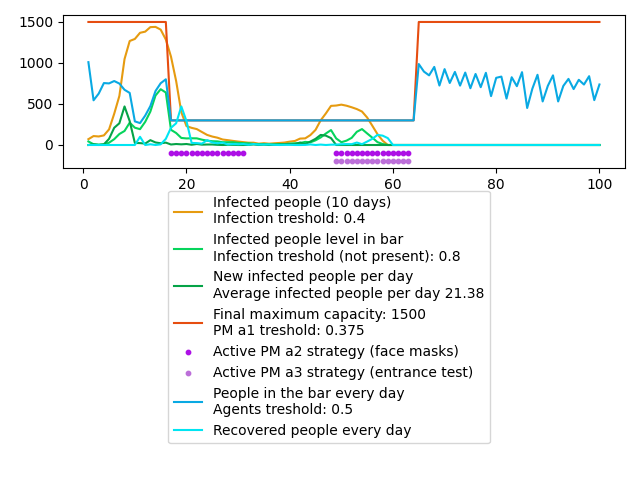 1500
1000
500
0
0 20 40 60 80 100
Infected people (10 days)
Infection treshold: 0.4
Infected people level in bar
Infection treshold (not present): 0.8
New infected people per day
Average infected people per day 21.38
Final maximum capacity: 1500
PM a1 treshold: 0.375
Active PM a2 strategy (face masks)
Active PM a3 strategy (entrance test)
People in the bar every day
Agents treshold: 0.5
Recovered people every day